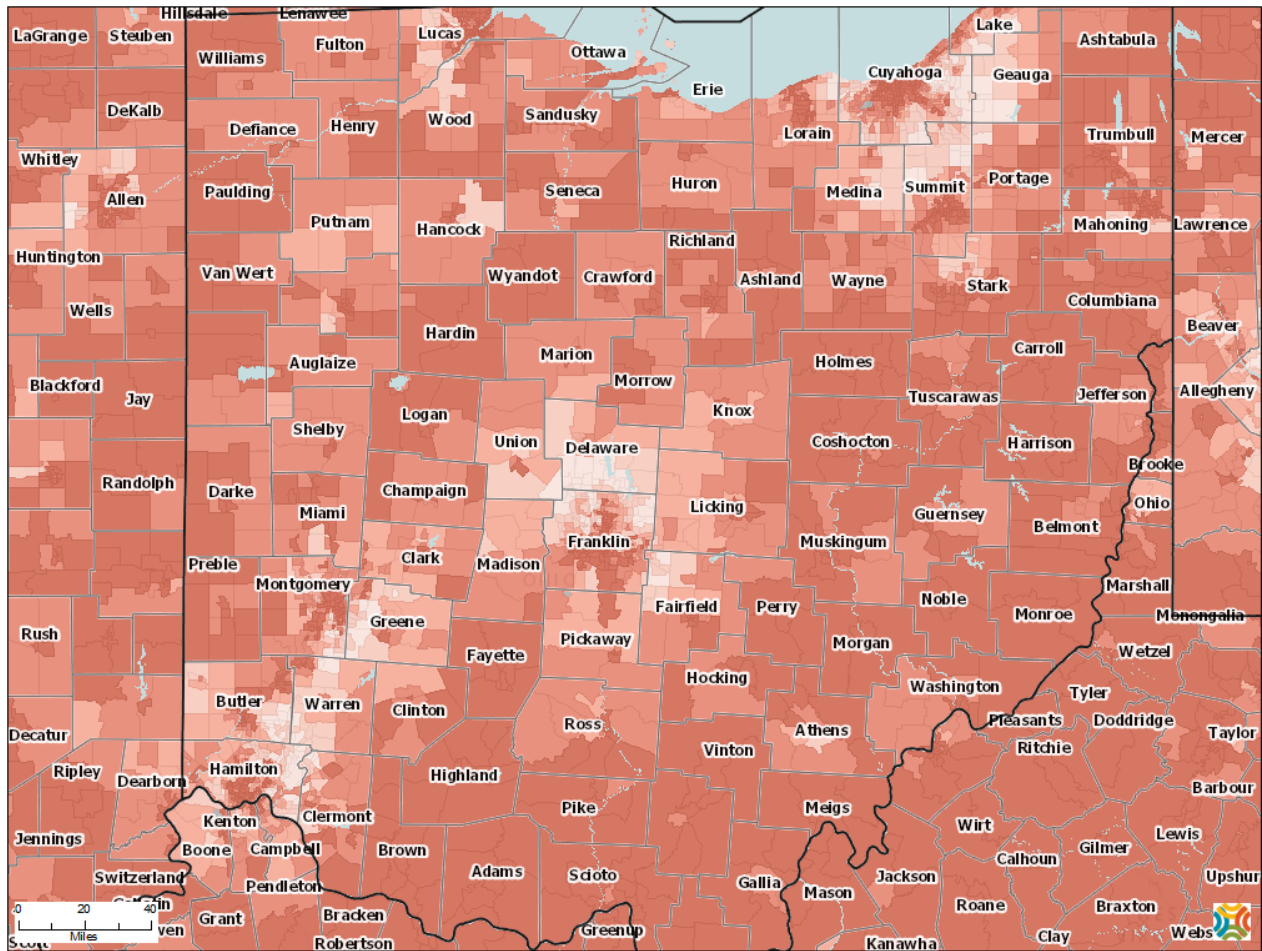 Hillsdale
Lenawee
LaGrange
Steuben
Williams
Fulton
Lucas
Ottawa
Erie
Lake
Ashtabula
Cuyahoga
Geauga
DeKalb
Defiance
Henry
Wood
Sandusky
Lorain
Trumbull
Mercer
Whitley
Allen
Paulding
Putnam
Hancock
Seneca
Huron
Medina
Summit
Portage
Mahoning
Lawrence
Huntington
Van Wert
Wyandot
Crawford
Richland
Ashland
Wayne
Stark
Columbiana
Wells
Hardin
Beaver
Blackford
Jay
Auglaize
Marion
Morrow
Holmes
Carroll
Tuscarawas
Jefferson
Allegheny
Logan
Knox
Shelby
Union
Delaware
Coshocton
Harrison
Brooke
Randolph
Darke
Champaign
Miami
Licking
Guernsey
Ohio
Belmont
Franklin
Muskingum
Preble
Clark
Madison
Montgomery
Marshall
Monongalia
Rush
Greene
Fairfield
Perry
Noble
Monroe
Pickaway
Morgan
Wetzel
Fayette
Hocking
Washington
Tyler
Butler
Warren
Clinton
Ross
Athens
Pleasants
Doddridge
Taylor
Decatur
Ritchie
Vinton
Ripley
Dearborn
Hamilton
Highland
Barbour
Pike
Meigs
Clermont
Kenton
Wirt
Lewis
Jennings
Boone
Campbell
Brown
Gilmer
Calhoun
Switzerland
Pendleton
Adams
Scioto
Gallia
Mason
Jackson
Upshur
Roane
Braxton
Grant
Bracken
Greenup
Robertson
Kanawha
Clay
Webs
0 20 40
Miles